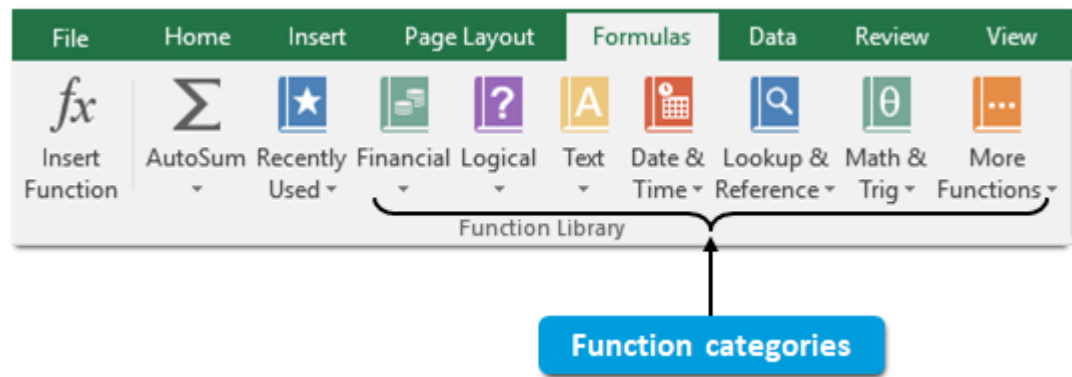 File Home Insert Page Layout Formulas Data Review View
fx Σ ? A θ
Insert AutoSum Recently Financial Logical Text Date & Lookup & Math & More
Function Used Time Reference Trig Functions
Function Library
Function categories